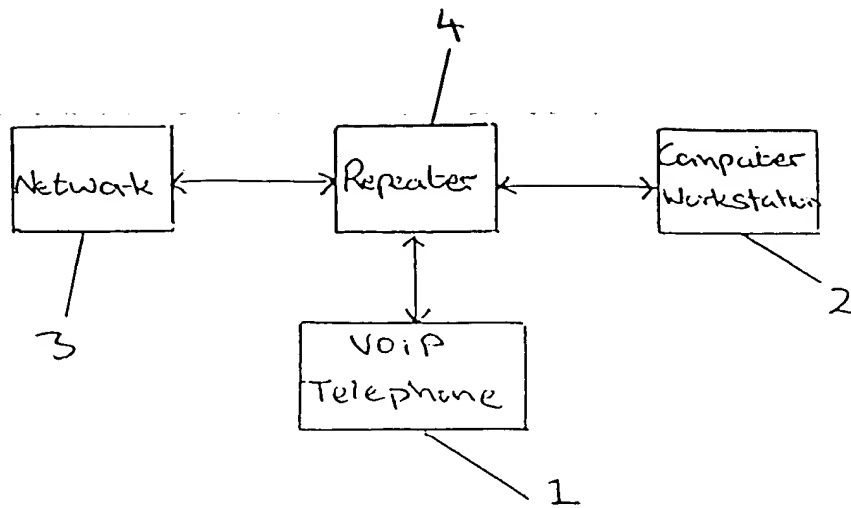 4
Network
Repeater
Computer
Workstation
3
2
VOiP
Telephone
1